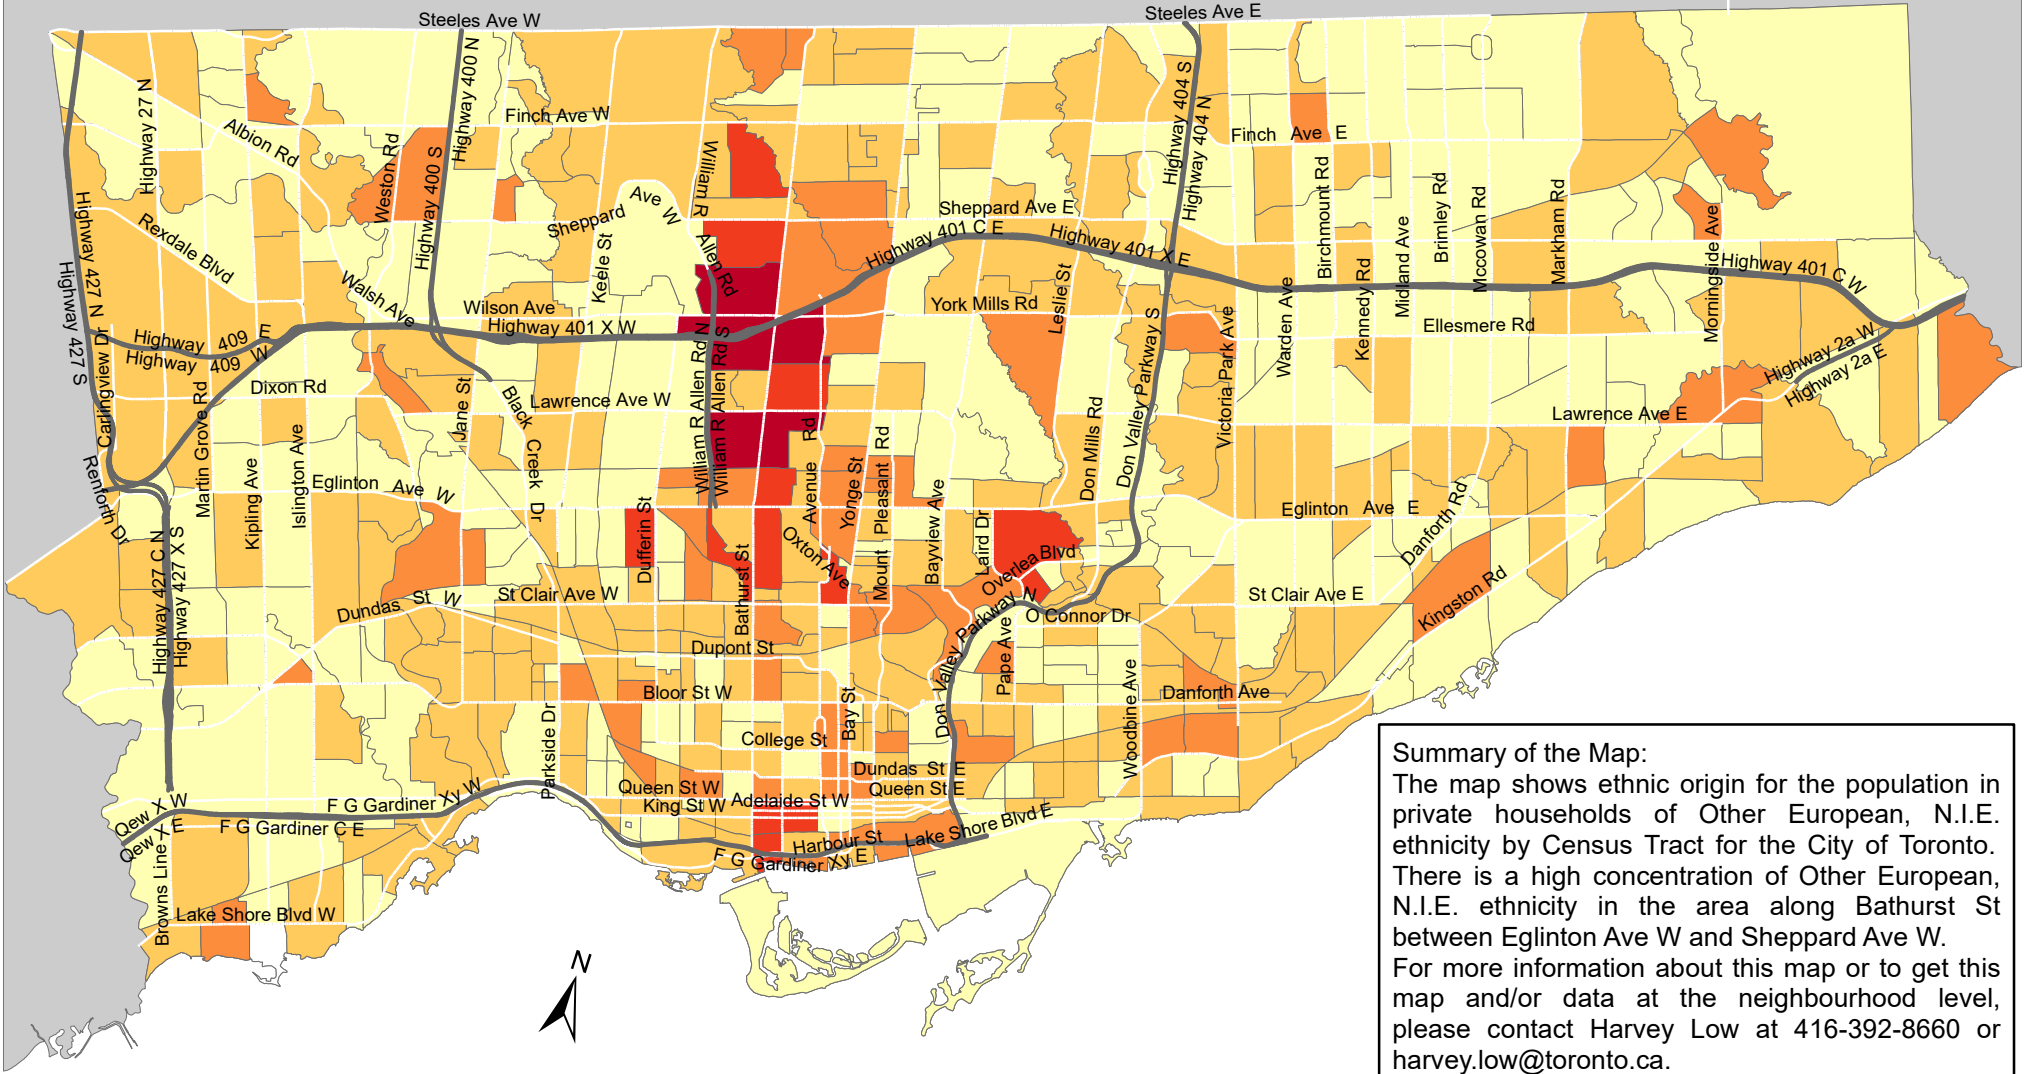 Steeles Ave W
Steeles Ave E
Highway 27 N
Albion Rd
Weston Rd
Highway 400 N
Highway 400 S
Finch Ave W
William R
Allen Rd
Highway 404 S
Highway 404 N
Finch Ave E
Rexdale Blvd
Highway 427 N
Highway 427 N
Highway 427 S
Sheppard Ave W
Keele St
Sheppard Ave E
Highway 401 C E
Highway 401 X E
Birchmount Rd
Midland Ave
Brimley Rd
Mccowan Rd
Markham Rd
Morningside Ave
Highway 401 C W
Walsh Ave
Wilson Ave
Highway 401 X W
York Mills Rd
Leslie St
Warden Ave
Kennedy Rd
Ellesmere Rd
Highway 2a W
Highway 2a E
Carlingview Dr
Highway 409 E
Highway 409 W
Dixon Rd
Martin Grove Rd
Jane St
Black Creek Dr
Lawrence Ave W
William R Allen Rd N
William R Allen Rd S
Don Valley Parkway S
Victoria Park Ave
Lawrence Ave E
Renforth Dr
Kipling Ave
Islington Ave
Eglinton Ave W
Dufferin St
Avenue Rd
Yonge St
Mount Pleasant Rd
Bayview Ave
Laird Dr
Don Mills Rd
Eglinton Ave E
Danforth Rd
Highway 427 C N
Highway 427 X S
Dundas St W
St Clair Ave W
Bathurst St
Oxton Ave
Overlea Blvd
Don Valley Parkway N
O Connor Dr
St Clair Ave E
Kingston Rd
Dupont St
Pape Ave
Woodbine Ave
Parkside Dr
Bloor St W
Bay St
Danforth Ave
College St
Dundas St E
Queen St W
Queen St E
King St W
Adelaide St W
Qew X W
Qew X E
F G Gardiner Xy W
F G Gardiner C E
Harbour St
Lake Shore Blvd E
F G Gardiner Xy E
Browns Line
Lake Shore Blvd W
N
Summary of the Map:
The map shows ethnic origin for the population in
private households of Other European, N.I.E.
ethnicity by Census Tract for the City of Toronto.
There is a high concentration of Other European,
N.I.E. ethnicity in the area along Bathurst St
between Eglinton Ave W and Sheppard Ave W.
For more information about this map or to get this
map and/or data at the neighbourhood level,
please contact Harvey Low at 416-392-8660 or
harvey.low@toronto.ca.